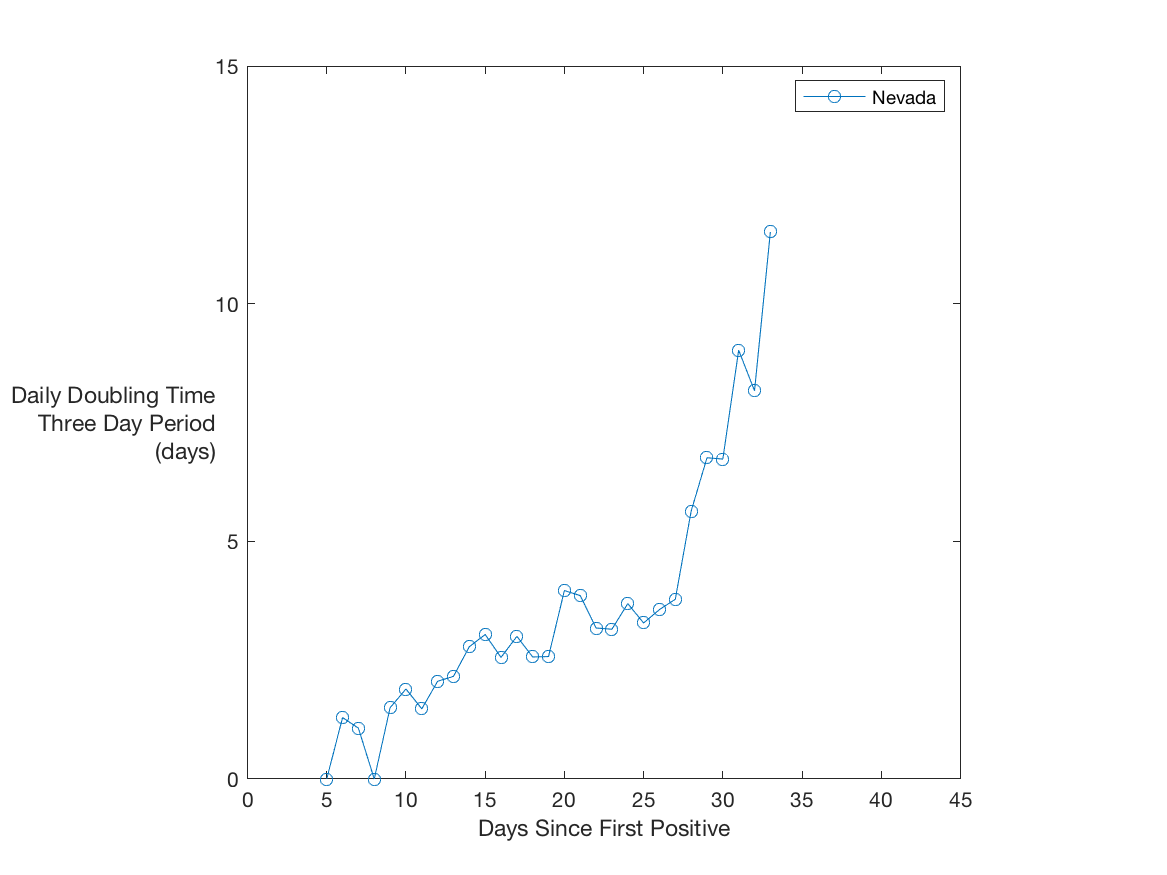 15
Nevada
10
Daily Doubling Time
Three Day Period
(days)
5
0
0 5 10 15 20 25 30 35 40 45
Days Since First Positive